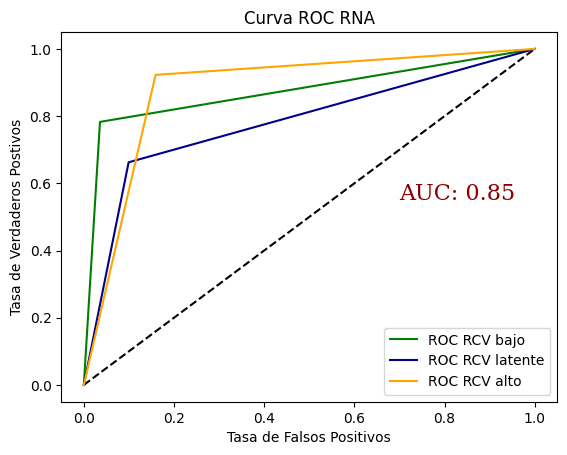 Curva ROC RNA
Tasa de Verdaderos Postivos
1.0
0.8
0.6
0.4
0.2
0.0
AUC: 0.85
ROC RCV bajo
ROC RCV latente
ROC RCV alto
0.0 0.2 0.4 0.6 0.8 1.0
Tasa de Falsos Positivos